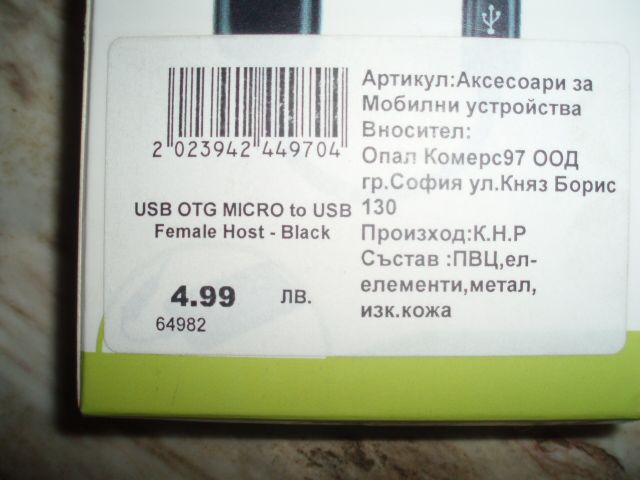 2 023942 449704
USB OTG MICRO to USB
Female Host - Black
4.99 ЛВ.
64982
Артикул:Аксесоари за
Мобилни устройства
Вносител:
Опал Комерс97 ООД
гр.София ул.Княз Борис
130
Произход:К.Н.Р
Състав :ПВЦ,ел-
елементи,метал,
изк.кожа